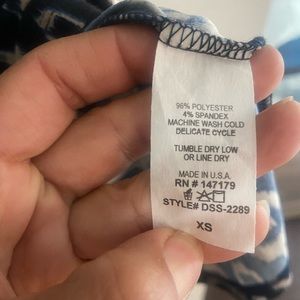 96% POLYESTER
4% SPANDEX
MACHINE WASH COLD
DELICATE CYCLE
TUMBLE DRY LOW
OR LINE DRY
MADE IN U.S.A.
RN # 147179
STYLE# DSS-2289
XS